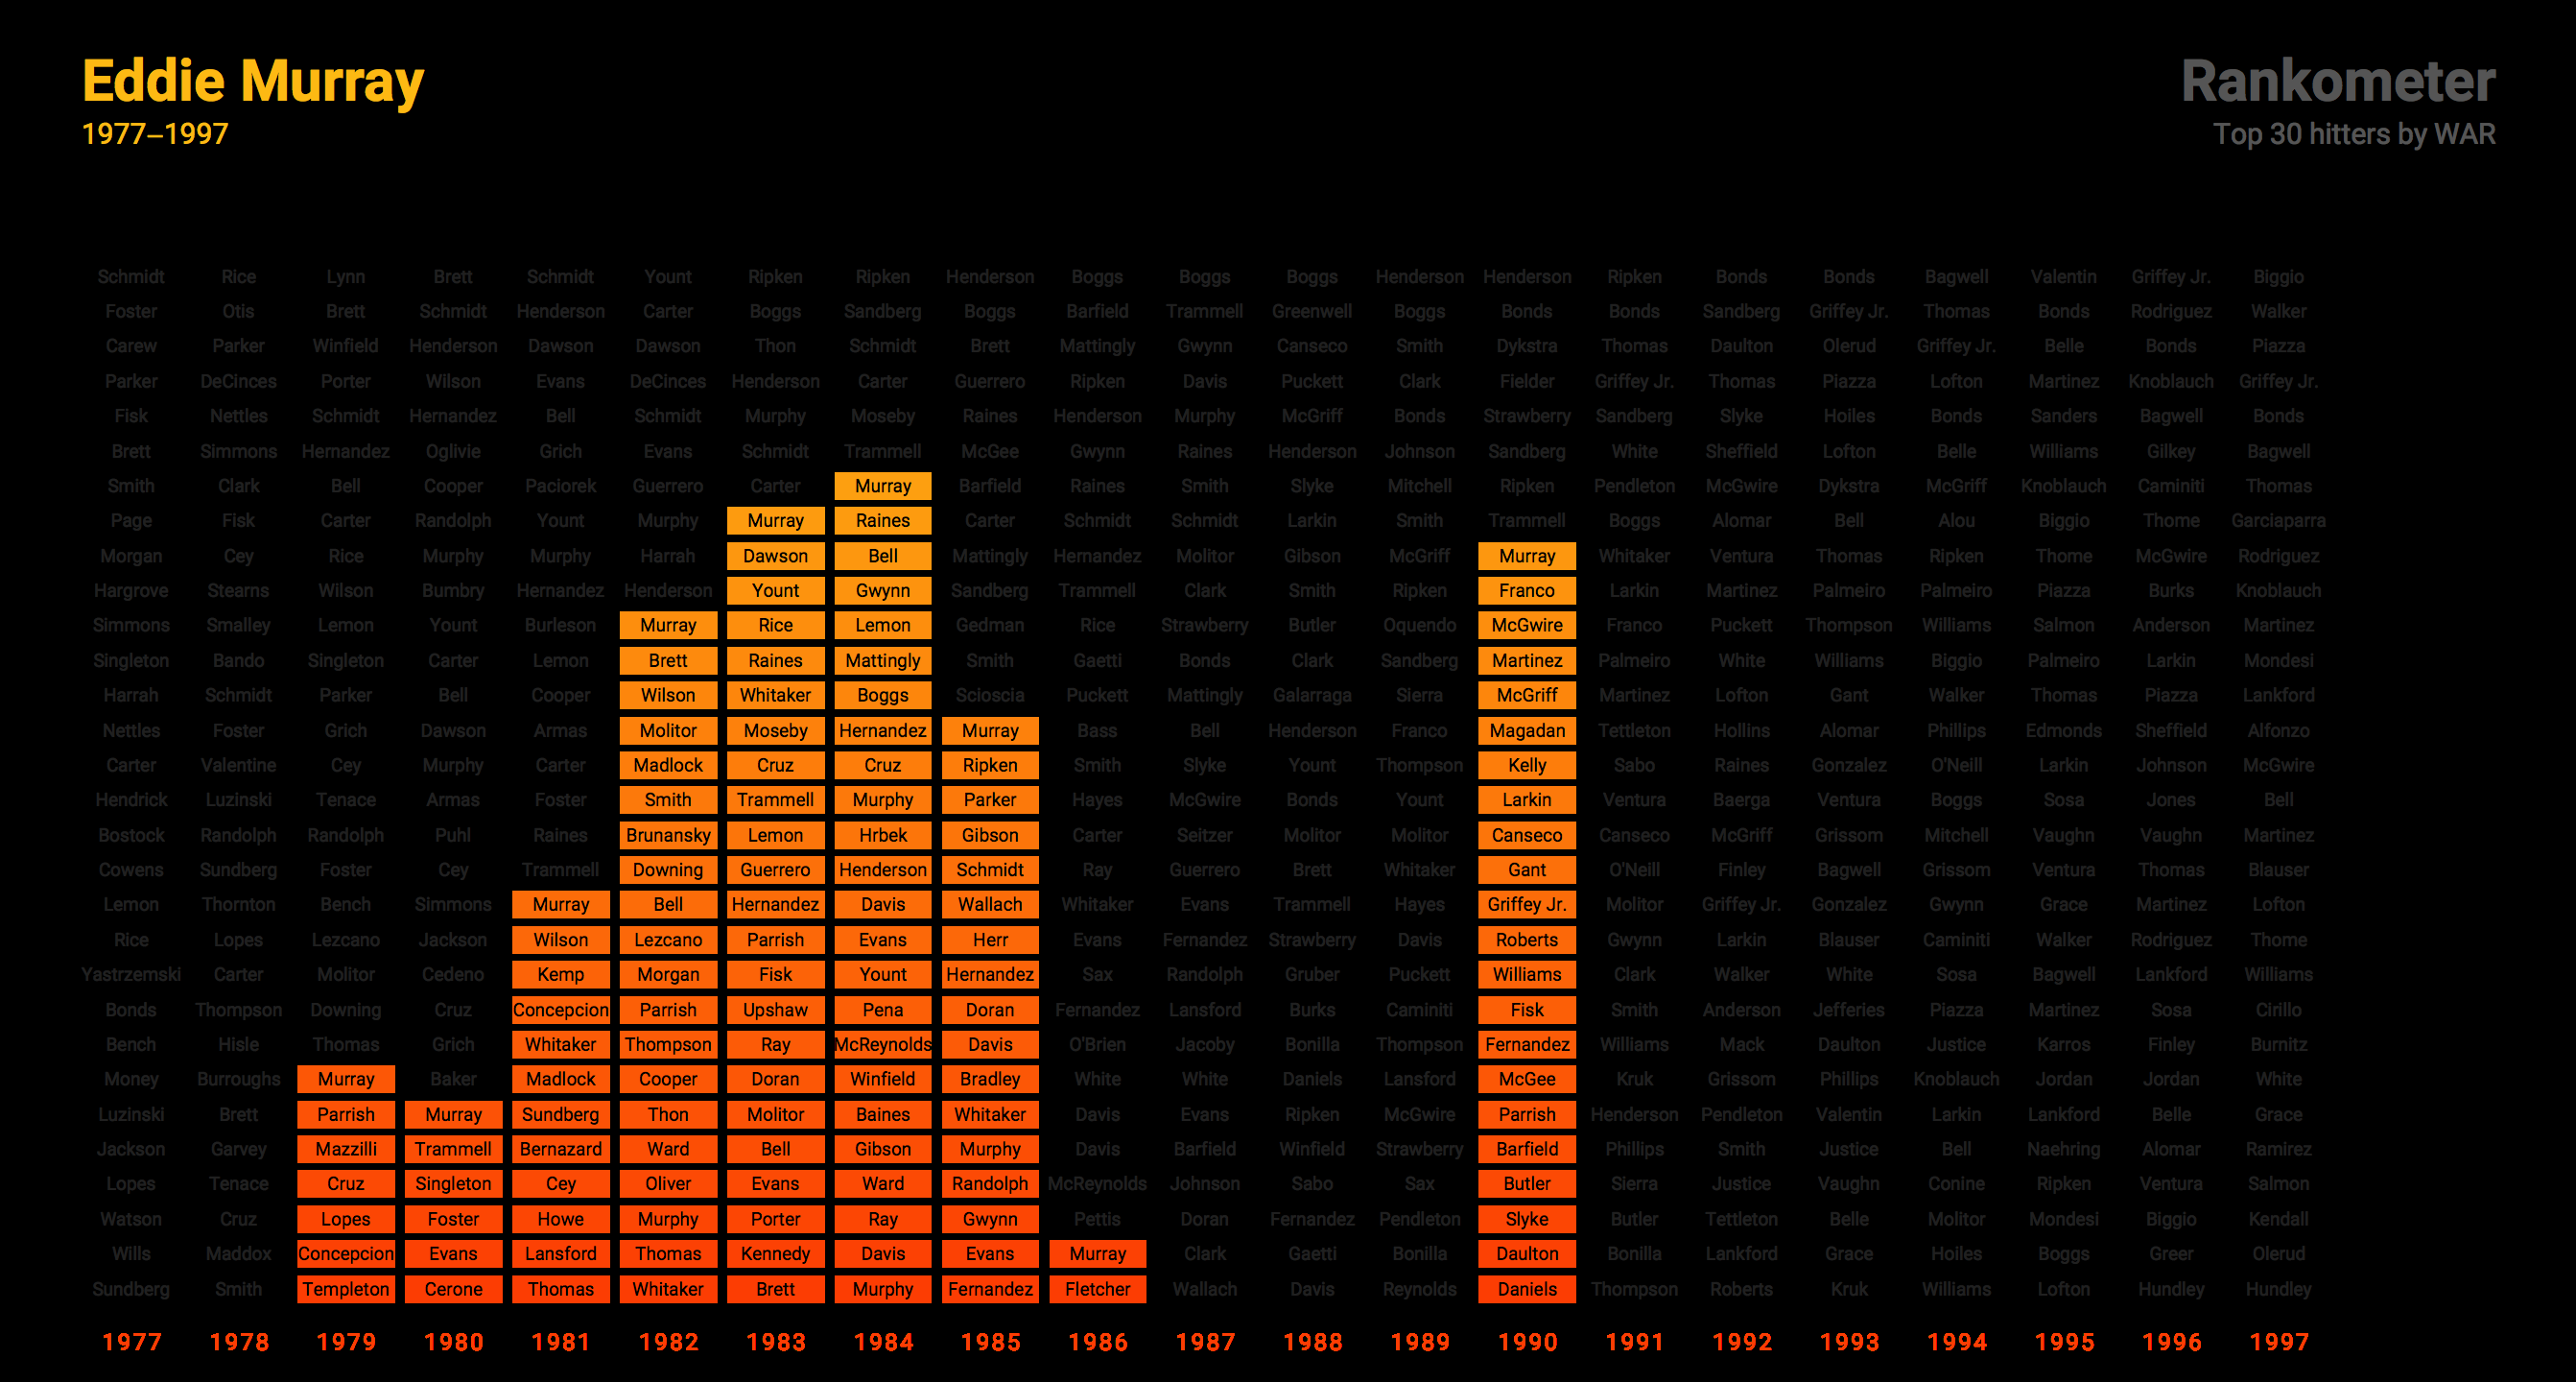 Eddie Murray
1977–1997
Rankometer
Top 30 hitters by WAR
Schmidt Rice Lynn Brett Schmidt Yount Ripken Ripken Henderson Boggs Boggs Boggs Henderson Henderson Ripken Bonds Bonds Bagwell Valentin Griffey Jr. Biggio
Foster Otis Brett Schmidt Henderson Carter Boggs Sandberg Boggs Barfield Trammell Greenwell Boggs Bonds Bonds Sandberg Griffey Jr. Thomas Bonds Rodriguez Walker
Carew Parker Winfield Henderson Dawson Dawson Thon Schmidt Brett Mattingly Gwynn Canseco Smith Dykstra Thomas Daulton Olerud Griffey Jr. Belle Bonds Piazza
Parker DeCinces Porter Wilson Evans DeCinces Henderson Carter Guerrero Ripken Davis Puckett Clark Fielder Griffey Jr. Thomas Piazza Lofton Martinez Knoblauch Griffey Jr.
Fisk Nettles Schmidt Hernandez Bell Schmidt Murphy Moseby Raines Henderson Murphy McGriff Bonds Strawberry Sandberg Slyke Hoiles Bonds Sanders Bagwell Bonds
Brett Simmons Hernandez Oglivie Grich Evans Schmidt Trammell McGee Gwynn Raines Henderson Johnson Sandberg White Sheffield Lofton Belle Williams Gilkey Bagwell
Smith Clark Bell Cooper Paciorek Guerrero Carter Murray Barfield Raines Smith Slyke Mitchell Ripken Pendleton McGwire Dykstra McGriff Knoblauch Caminiti Thomas
Page Fisk Carter Randolph Yount Murphy Murray Raines Carter Schmidt Schmidt Larkin Smith Trammell Boggs Alomar Bell Alou Biggio Thome Garciaparra
Morgan Cey Rice Murphy Murphy Harrah Dawson Bell Mattingly Hernandez Molitor Gibson McGriff Murray Whitaker Ventura Thomas Ripken Thome McGwire Rodriguez
Hargrove Stearns Wilson Bumbry Hernandez Henderson Yount Gwynn Sandberg Trammell Clark Smith Ripken Franco Larkin Martinez Palmeiro Palmeiro Piazza Burks Knoblauch
Simmons Smalley Lemon Yount Burleson Murray Rice Lemon Gedman Rice Strawberry Butler Oquendo McGwire Franco Puckett Thompson Williams Salmon Anderson Martinez
Singleton Bando Singleton Carter Lemon Brett Raines Mattingly Smith Gaetti Bonds Clark Sandberg Martinez Palmeiro White Williams Biggio Palmeiro Larkin Mondesi
Harrah Schmidt Parker Bell Cooper Wilson Whitaker Boggs Scioscia Puckett Mattingly Galarraga Sierra McGriff Martinez Lofton Gant Walker Thomas Piazza Lankford
Nettles Foster Grich Dawson Armas Molitor Moseby Hernandez Murray Bass Bell Henderson Franco Magadan Tettleton Hollins Alomar Phillips Edmonds Sheffield Alfonzo
Carter Valentine Cey Murphy Carter Madlock Cruz Cruz Ripken Smith Slyke Yount Thompson Kelly Sabo Raines Gonzalez O'Neill Larkin Johnson McGwire
Hendrick Luzinski Tenace Armas Foster Smith Trammell Murphy Parker Hayes McGwire Bonds Yount Larkin Ventura Baerga Ventura Boggs Sosa Jones Bell
Bostock Randolph Randolph Puhl Raines Brunansky Lemon Hrbek Gibson Carter Seitzer Molitor Molitor Canseco Canseco McGriff Grissom Mitchell Vaughn Vaughn Martinez
Cowens Sundberg Foster Cey Trammell Downing Guerrero Henderson Schmidt Ray Guerrero Brett Whitaker Gant O'Neill Finley Bagwell Grissom Ventura Thomas Blauser
Lemon Thornton Bench Simmons Murray Bell Hernandez Davis Wallach Whitaker Evans Trammell Hayes Griffey Jr. Molitor Griffey Jr. Gonzalez Gwynn Grace Martinez Lofton
Rice Lopes Lezcano Jackson Wilson Lezcano Parrish Evans Herr Evans Fernandez Strawberry Davis Roberts Gwynn Larkin Blauser Caminiti Walker Rodriguez Thome
Yastrzemski Carter Molitor Cedeno Kemp Morgan Fisk Yount Hernandez Sax Randolph Gruber Puckett Williams Clark Walker White Sosa Bagwell Lankford Williams
Bonds Thompson Downing Cruz Concepcion Parrish Upshaw Pena Doran Fernandez Lansford Burks Caminiti Fisk Smith Anderson Jefferies Piazza Martinez Sosa Cirillo
Bench Hisle Thomas Grich Whitaker Thompson Ray McReynolds Davis O'Brien Jacoby Bonilla Thompson Fernandez Williams Mack Daulton Justice Karros Finley Burnitz
Money Burroughs Murray Baker Madlock Cooper Doran Winfield Bradley White White Daniels Lansford McGee Kruk Grissom Phillips Knoblauch Jordan Jordan White
Luzinski Brett Parrish Murray Sundberg Thon Molitor Baines Whitaker Davis Evans Ripken McGwire Parrish Henderson Pendleton Valentin Larkin Lankford Belle Grace
Jackson Garvey Mazzilli Trammell Bernazard Ward Bell Gibson Murphy Davis Barfield Winfield Strawberry Barfield Phillips Smith Justice Bell Naehring Alomar Ramirez
Lopes Tenace Cruz Singleton Cey Oliver Evans Ward Randolph McReynolds Johnson Sabo Sax Butler Sierra Justice Vaughn Conine Ripken Ventura Salmon
Watson Cruz Lopes Foster Howe Murphy Porter Ray Gwynn Pettis Doran Fernandez Pendleton Slyke Butler Tettleton Belle Molitor Mondesi Biggio Kendall
Wills Maddox Concepcion Evans Lansford Thomas Kennedy Davis Evans Murray Clark Gaetti Bonilla Daulton Bonilla Lankford Grace Hoiles Boggs Greer Olerud
Sundberg Smith Templeton Cerone Thomas Whitaker Brett Murphy Fernandez Fletcher Wallach Davis Reynolds Daniels Thompson Roberts Kruk Williams Lofton Hundley Hundley
1977 1978 1979 1980 1981 1982 1983 1984 1985 1986 1987 1988 1989 1990 1991 1992 1993 1994 1995 1996 1997